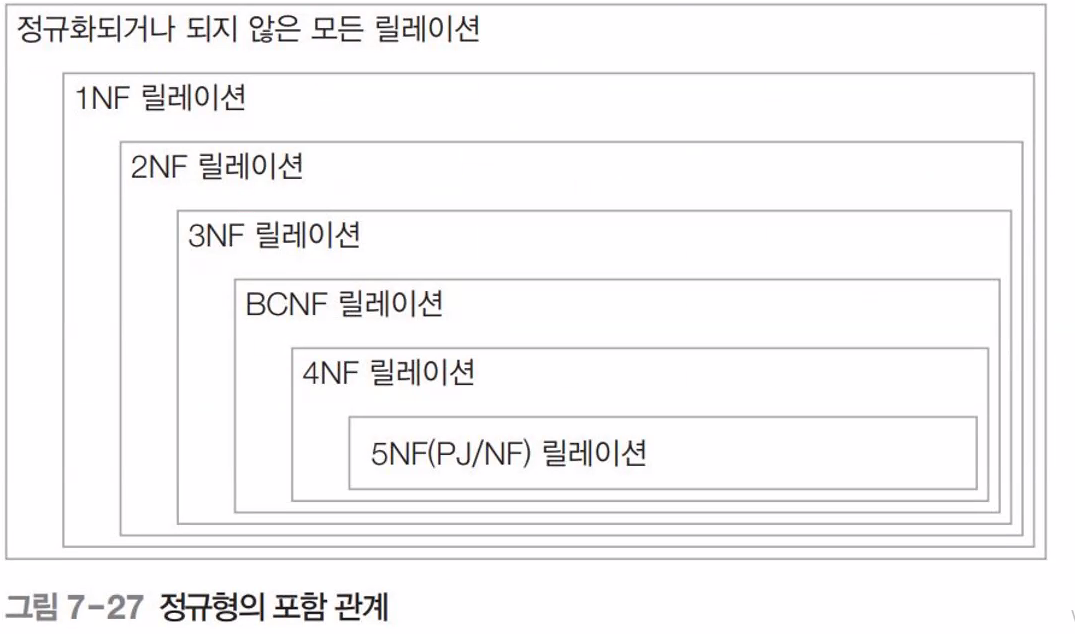 정규화되거나 되지 않은 모든 릴레이션
1NF 릴레이션
2NF 릴레이션
3NF 릴레이션
BCNF 릴레이션
4NF 릴레이션
5NF(PJ/NF) 릴레이션
그림 7-27 정규형의 포함 관계